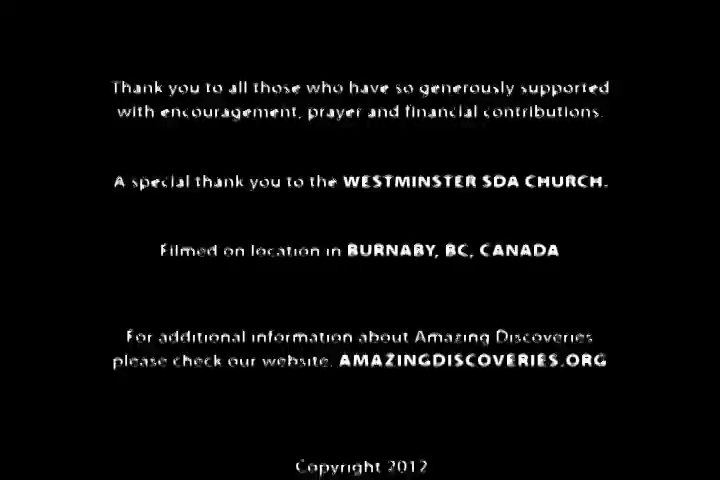 Thank you to all those who have so generously supported
with encouragement, prayer and financial contributions.
A special thank you to the WESTMINSTER SDA CHURCH.
Filmed on location in BURNABY, BC, CANADA
For additional information about Amazing Discoveries
please check our website. AMAZINGDISCOVERIES.ORG
Copyright 2012